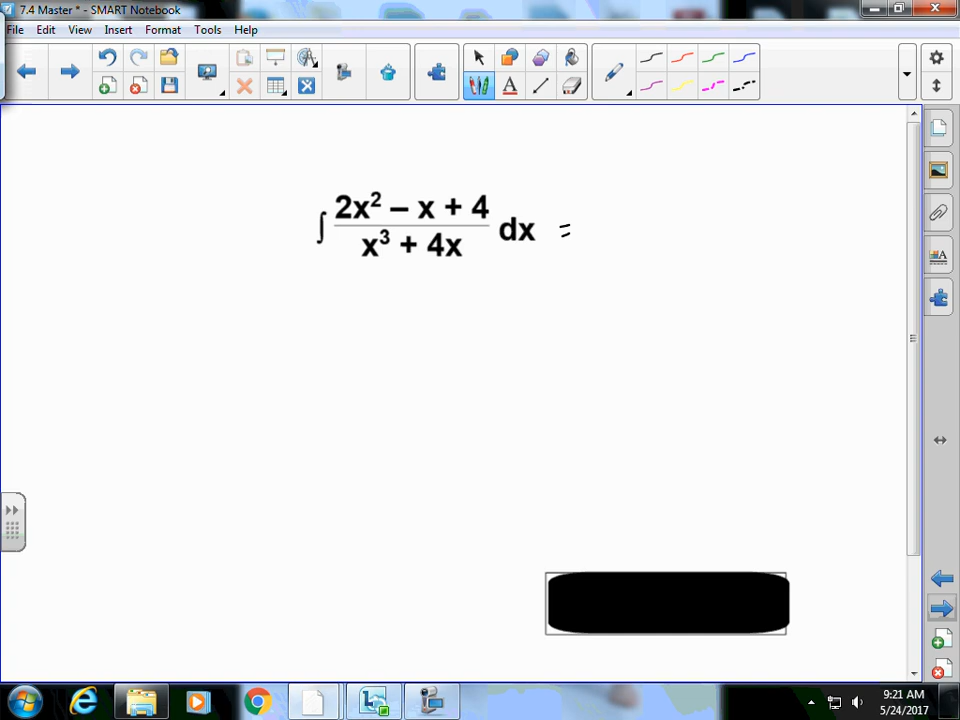 7.4 Master * - SMART Notebook
File Edit View Insert Format Tools Help
∫ (2x² – x + 4)/(x³ + 4x) dx =
9:21 AM
5/24/2017